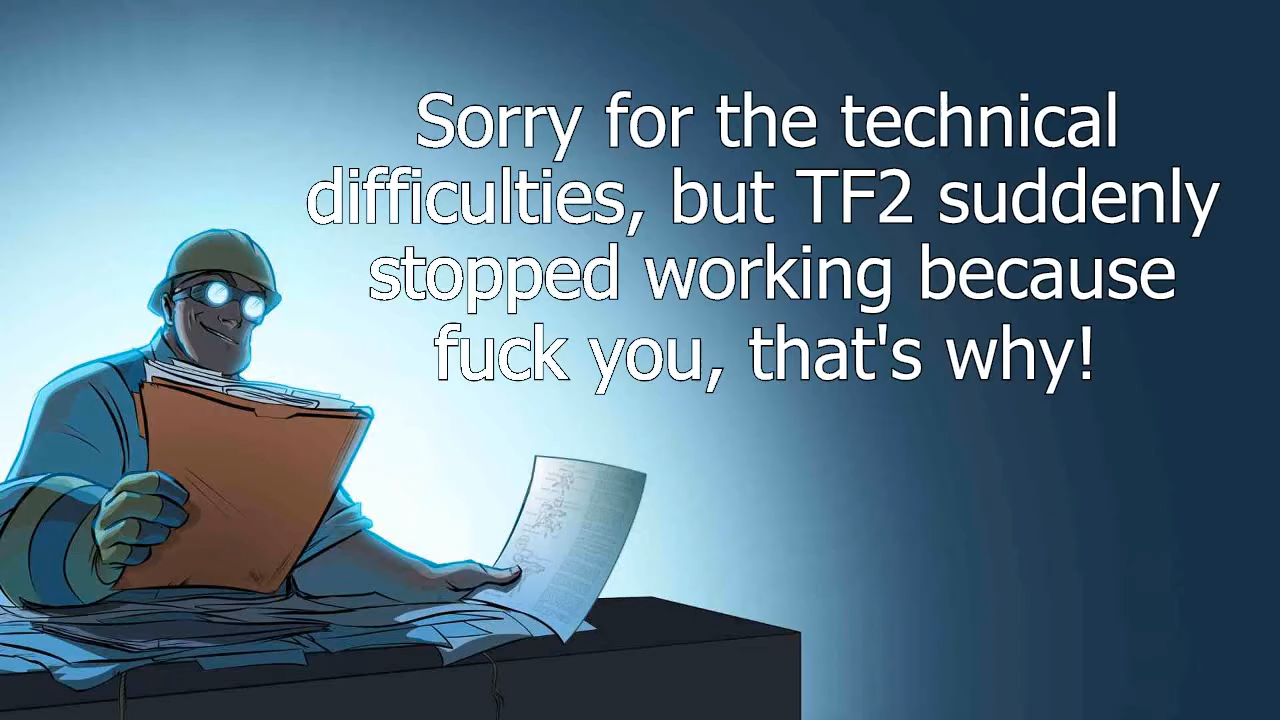 Sorry for the technical
difficulties, but TF2 suddenly
stopped working because
fuck you, that's why!